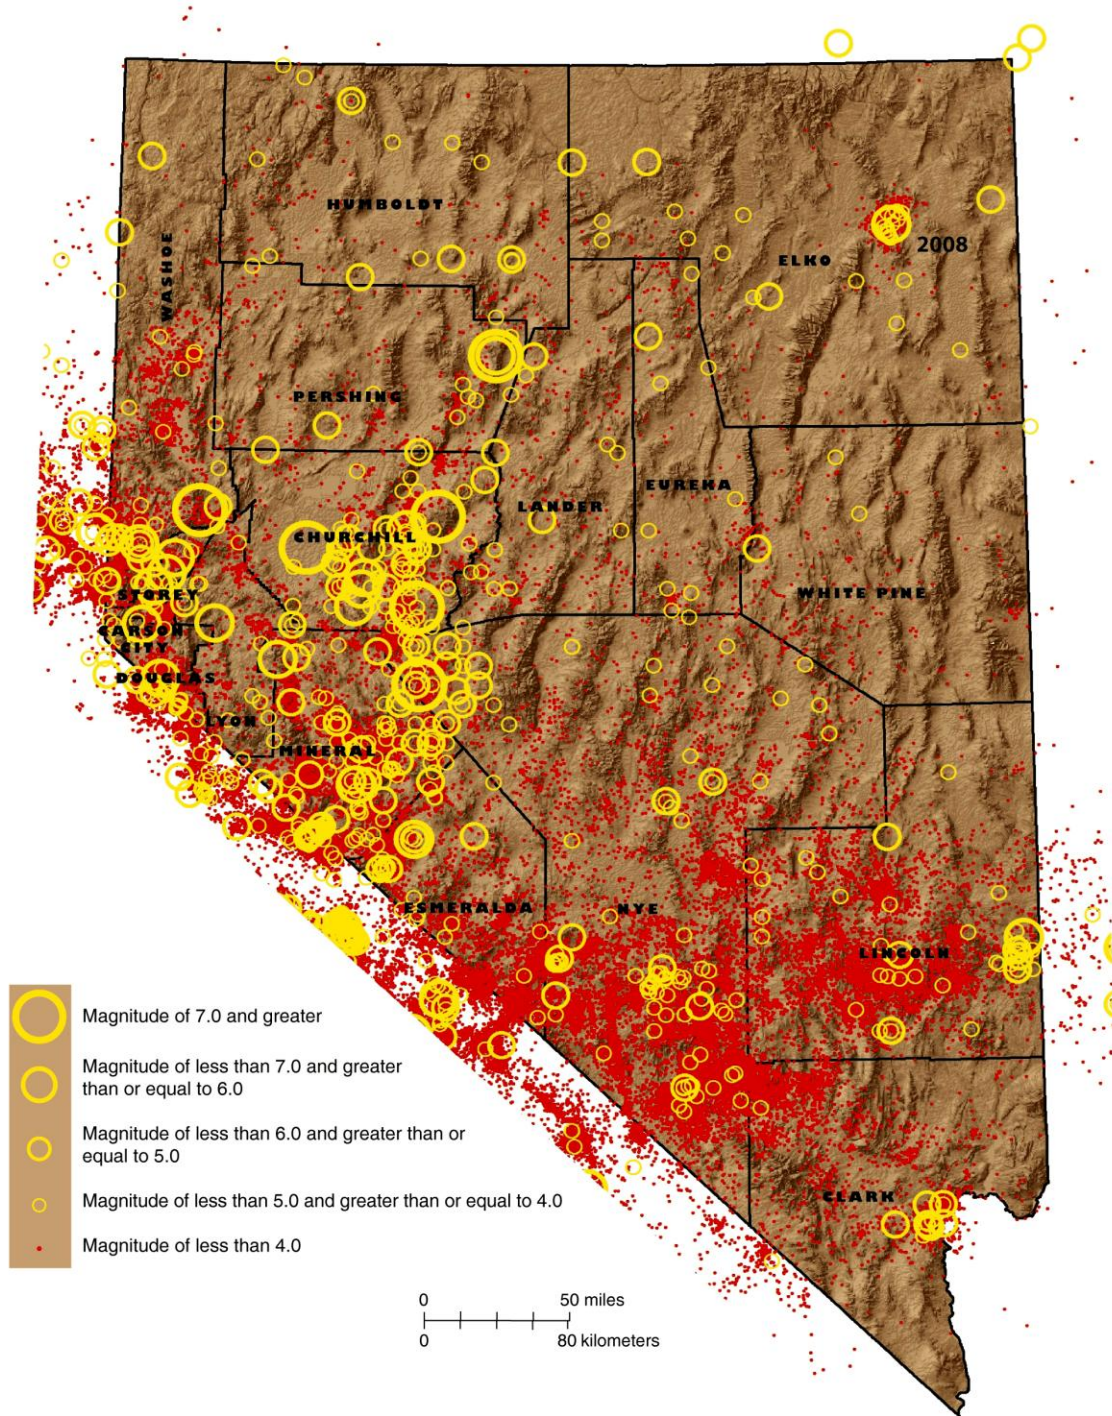 HUMBOLDT
WASHOE
ELKO
2008
PERSHING
LANDER
EUREKA
CHURCHILL
WHITE PINE
STOREY
CARSON
CITY
DOUGLAS
LYON
MINERAL
ESMERALDA
NYE
LINCOLN
CLARK
Magnitude of 7.0 and greater
Magnitude of less than 7.0 and greater
than or equal to 6.0
Magnitude of less than 6.0 and greater than or
equal to 5.0
Magnitude of less than 5.0 and greater than or equal to 4.0
Magnitude of less than 4.0
0 50 miles
0 80 kilometers